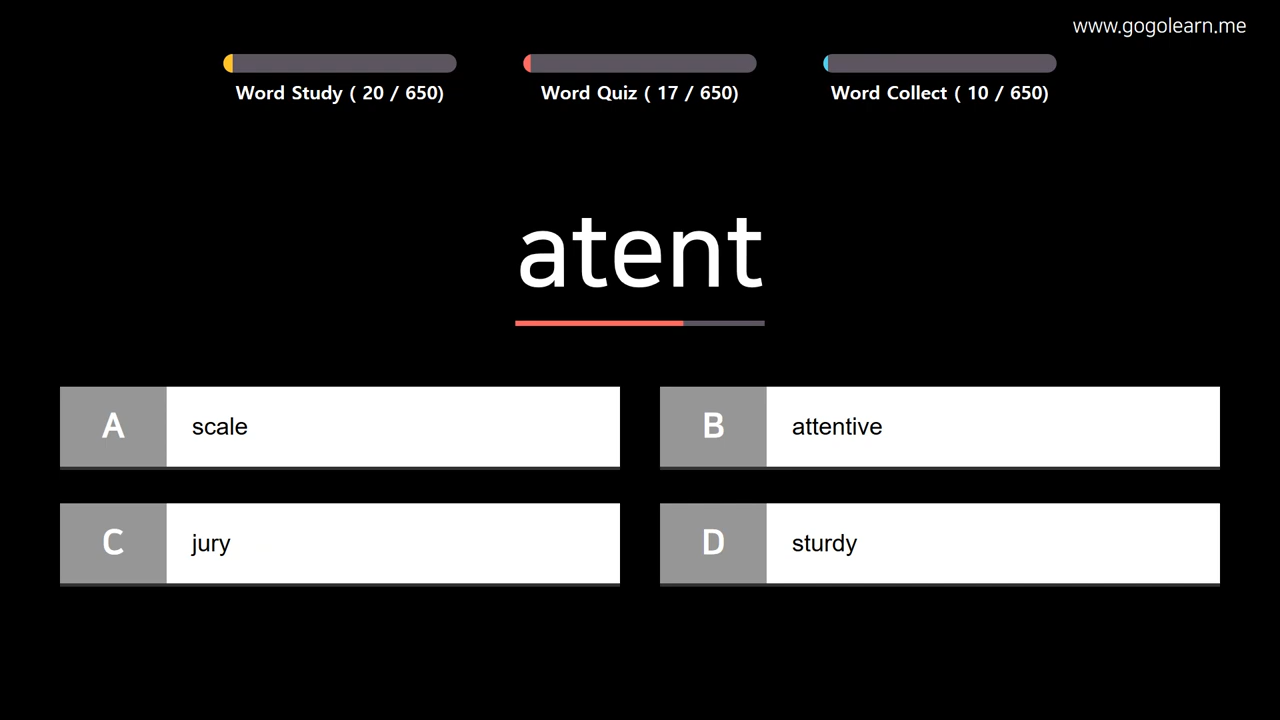 www.gogolearn.me
Word Study ( 20 / 650)
Word Quiz ( 17 / 650)
Word Collect ( 10 / 650)
atent
A scale
B attentive
C jury
D sturdy